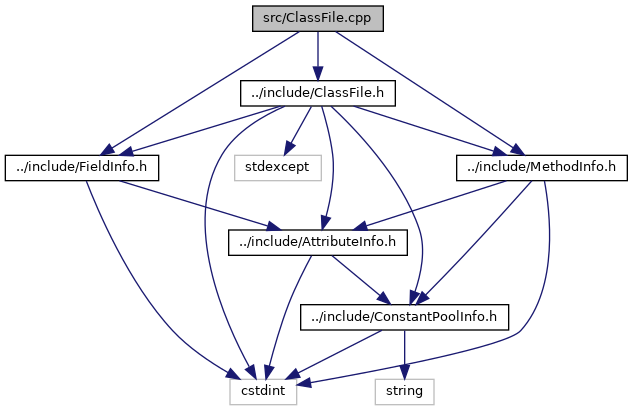 src/ClassFile.cpp
../include/ClassFile.h
../include/FieldInfo.h
stdexcept
../include/MethodInfo.h
../include/AttributeInfo.h
../include/ConstantPoolInfo.h
cstdint
string